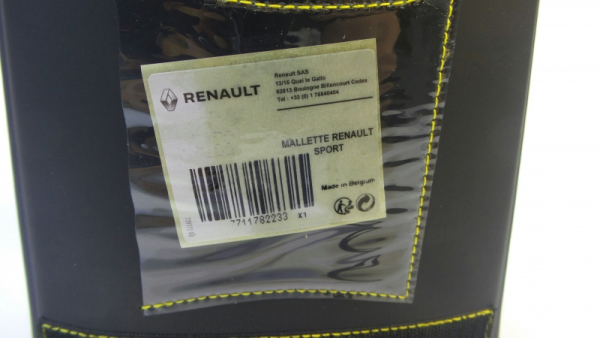 RENAULT
Renault SAS
13/15 Quai le Gallo
92513 Boulogne Billancourt Cedex
Tel : +33 (0) 1 76840404
MALLETTE RENAULT
SPORT
Made in Belgium
7711782233 X1